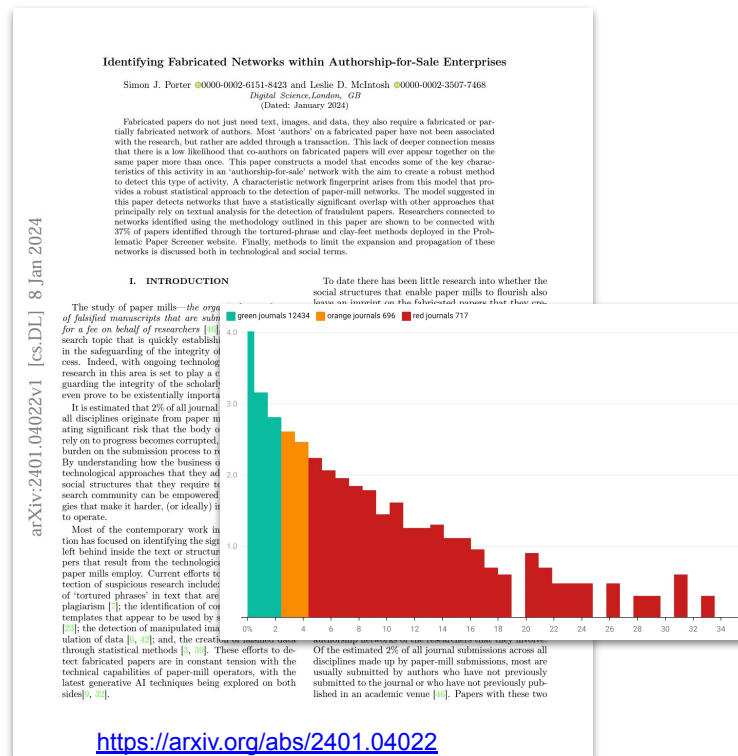 Identifying Fabricated Networks within Authorship-for-Sale Enterprises
Simon J. Porter 0000-0002-6151-8423 and Leslie D. McIntosh 0000-0002-3507-7468
Digital Science,London, GB
(Dated: January 2024)
Fabricated papers do not just need text, images, and data, they also require a fabricated or par-
tially fabricated network of authors. Most 'authors' on a fabricated paper have not been associated
with the research, but rather are added through a transaction. This lack of deeper connection means
that there is a low likelihood that co-authors on fabricated papers will ever appear together on the
same paper more than once. This paper constructs a model that encodes some of the key charac-
teristics of this activity in an 'authorship-for-sale' network with the aim to create a robust method
to detect this type of activity. A characteristic network fingerprint arises from this model that pro-
vides a robust statistical approach to the detection of paper-mill networks. The model suggested in
this paper detects networks that have a statistically significant overlap with other approaches that
principally rely on textual analysis for the detection of fraudulent papers. Researchers connected to
networks identified using the methodology outlined in this paper are shown to be connected with
37% of papers identified through the tortured-phrase and clay-feet methods deployed in the Prob-
lematic Paper Screener website. Finally, methods to limit the expansion and propagation of these
networks is discussed both in technological and social terms.
arXiv:2401.04022v1 [cs.DL] 8 Jan 2024
I. INTRODUCTION
The study of paper mills—the orga
of falsified manuscripts that are subm
for a fee on behalf of researchers [46]
search topic that is quickly establishi
in the safeguarding of the integrity of
cess. Indeed, with ongoing technolog
research in this area is set to play a c
guarding the integrity of the scholarly
even prove to be existentially importa
It is estimated that 2% of all journal
all disciplines originate from paper m
ating significant risk that the body o
rely on to progress becomes corrupted,
burden on the submission process to re
By understanding how the business o
technological approaches that they ad
social structures that they require to
search community can be empowered
gies that make it harder, (or ideally) i
to operate.
Most of the contemporary work in
tion has focused on identifying the sign
left behind inside the text or structur
pers that result from the technologica
paper mills employ. Current efforts to
tection of suspicious research include:
of 'tortured phrases' in text that are
plagiarism [7]; the identification of con
templates that appear to be used by s
[23]; the detection of manipulated ima
ulation of data [6, 42]; and, the creation of falsified data
through statistical methods [3, 39]. These efforts to de-
tect fabricated papers are in constant tension with the
technical capabilities of paper-mill operators, with the
latest generative AI techniques being explored on both
sides[9, 32].
To date there has been little research into whether the
social structures that enable paper mills to flourish also
leave an imprint on the fabricated papers that they cre-
green journals 12434 orange journals 696 red journals 717
4.0
3.0
2.0
1.0
0% 2 4 6 8 10 12 14 16 18 20 22 24 26 28 30 32 34
authorship networks of the researchers that they involve.
Of the estimated 2% of all journal submissions across all
disciplines made up by paper-mill submissions, most are
usually submitted by authors who have not previously
submitted to the journal or who have not previously pub-
lished in an academic venue [46]. Papers with these two
https://arxiv.org/abs/2401.04022